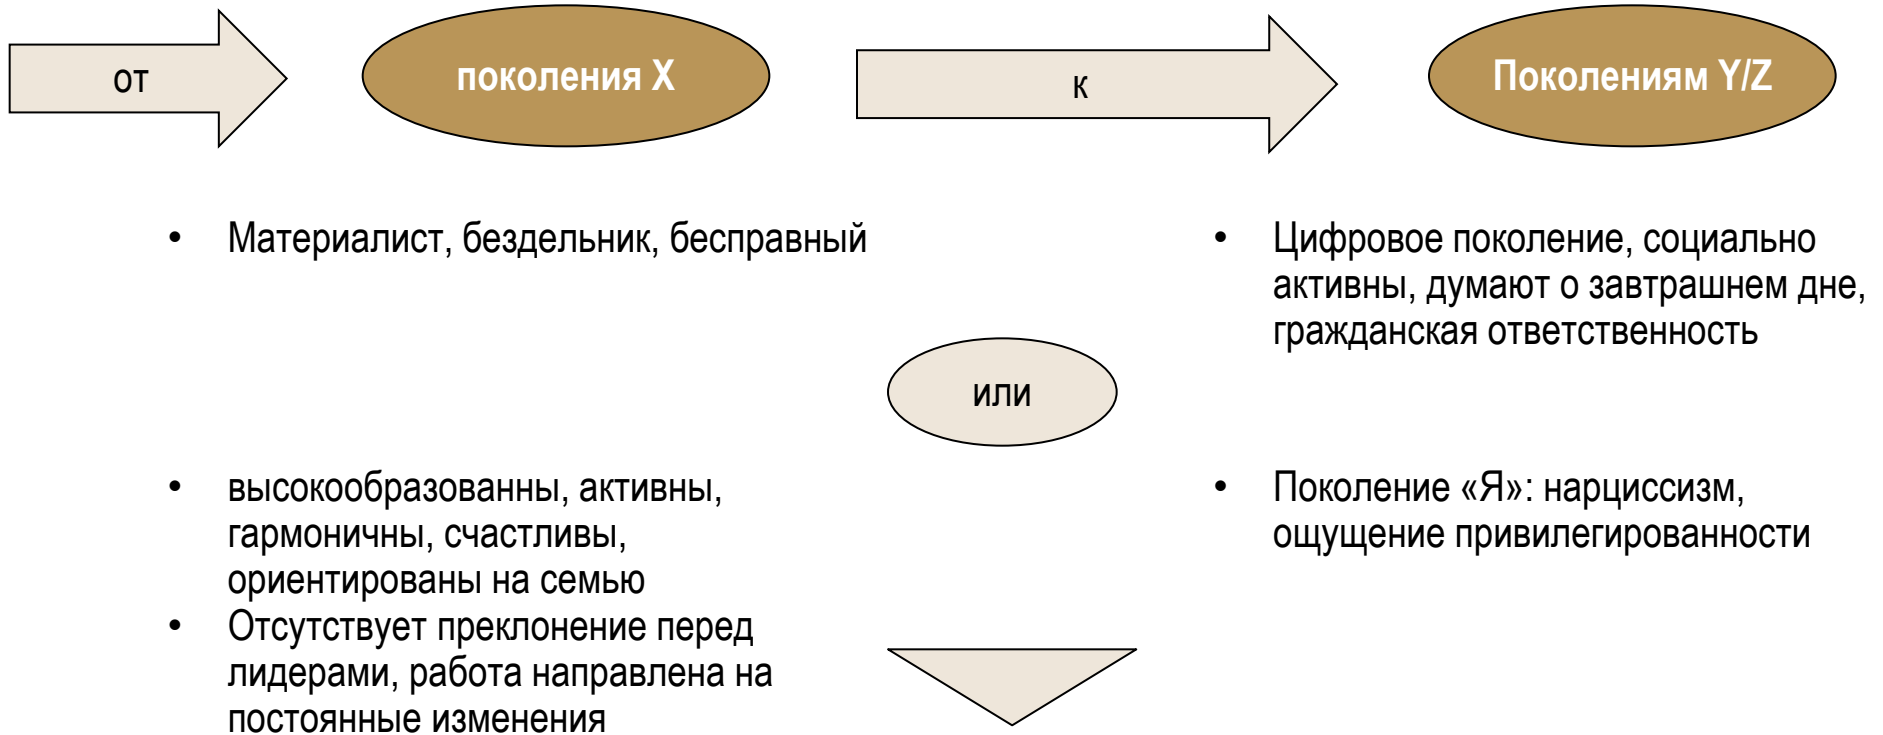 от
поколения X
к
Поколениям Y/Z
• Материалист, бездельник, бесправный
• Цифровое поколение, социально
активны, думают о завтрашнем дне,
гражданская ответственность
или
• высокообразованны, активны,
гармоничны, счастливы,
ориентированы на семью
• Отсутствует преклонение перед
лидерами, работа направлена на
постоянные изменения
• Поколение «Я»: нарциссизм,
ощущение привилегированности